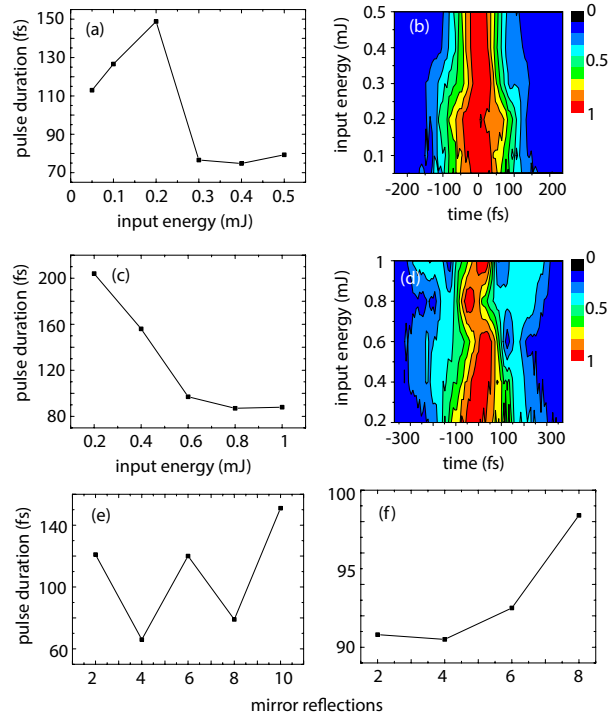 150
130
110
90
70
pulse duration (fs)
(a)
0 0.1 0.2 0.3 0.4 0.5
input energy (mJ)
0.5
0.4
0.3
0.2
0.1
input energy (mJ)
(b)
-200 -100 0 100 200
time (fs)
0
0.5
1
200
160
120
80
pulse duration (fs)
(c)
0.2 0.4 0.6 0.8 1
input energy (mJ)
1
0.8
0.6
0.4
0.2
input energy (mJ)
(d)
-300 -100 100 300
time (fs)
0
0.5
1
140
100
60
pulse duration (fs)
(e)
2 4 6 8 10
100
95
90
(f)
2 4 6 8
mirror reflections